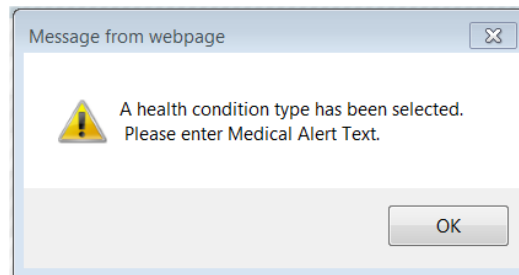 Message from webpage
A health condition type has been selected.
Please enter Medical Alert Text.
OK